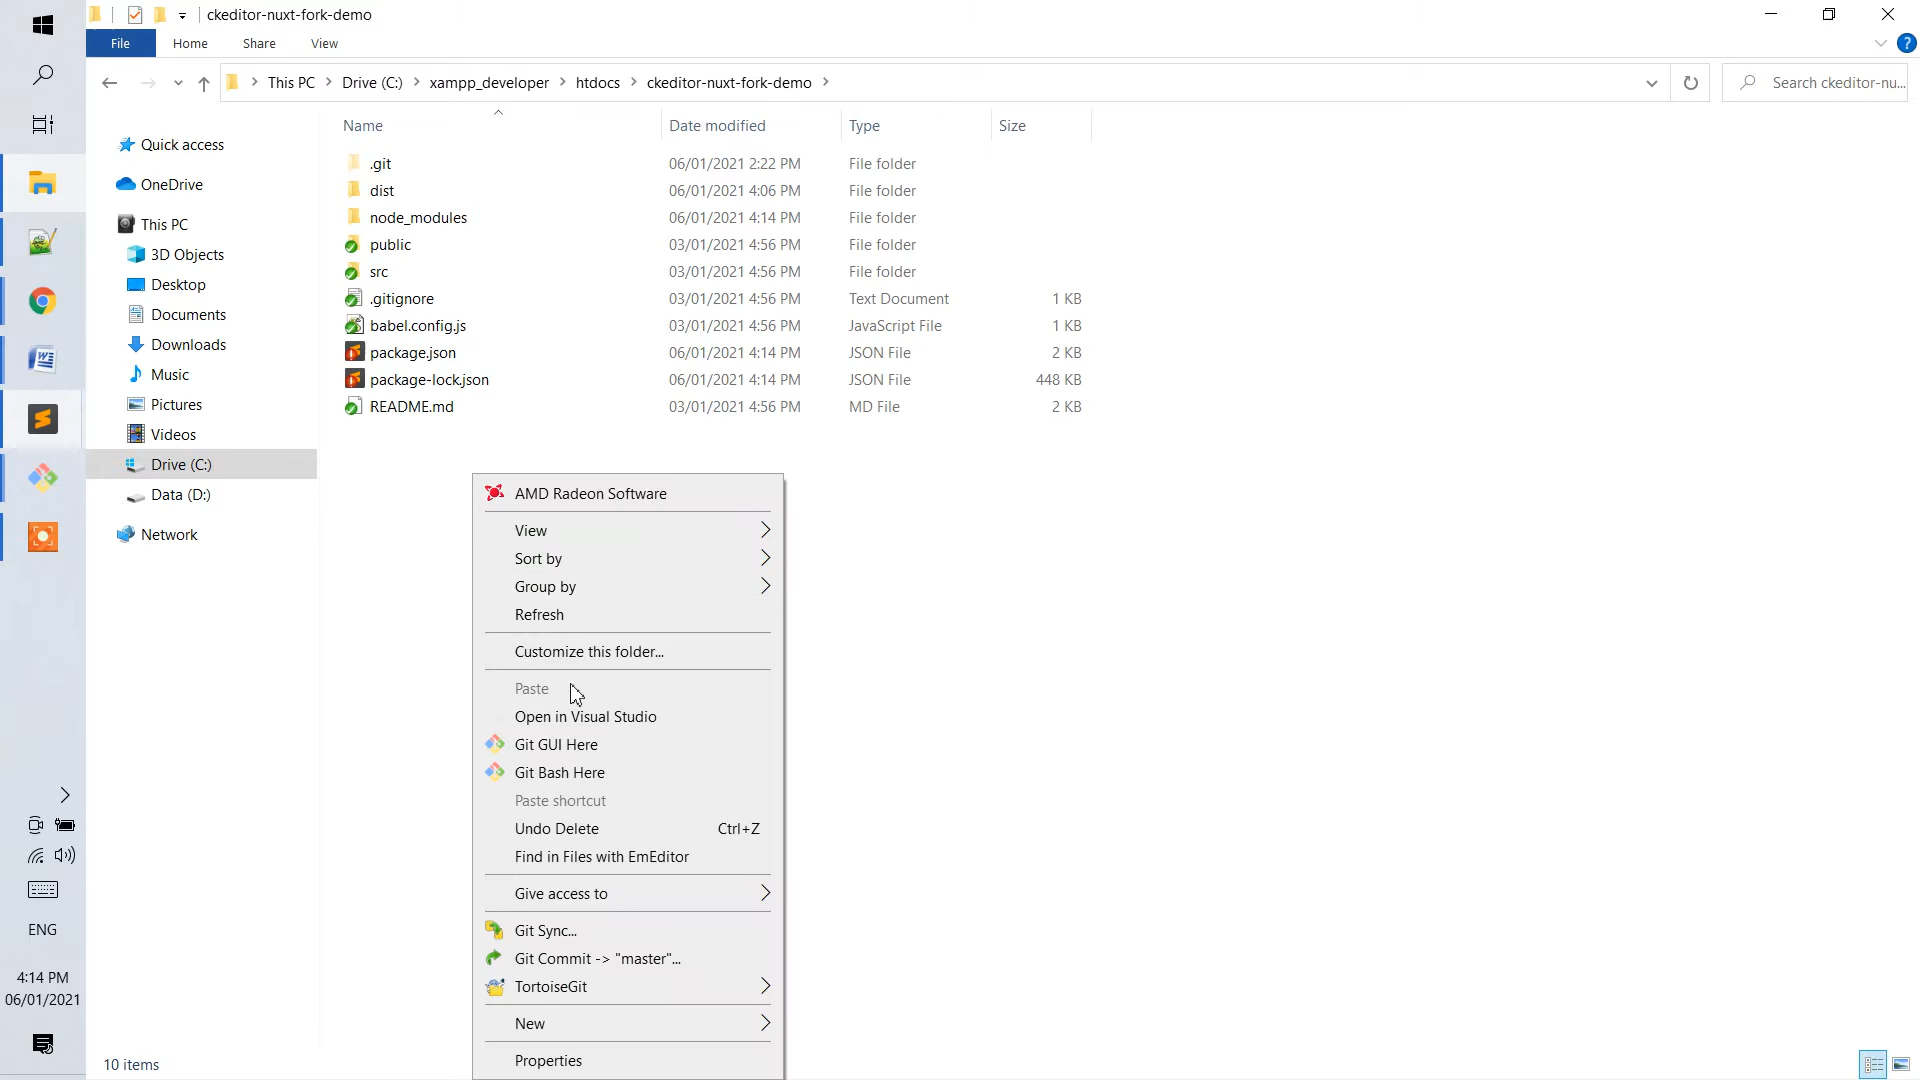 ckeditor-nuxt-fork-demo
File Home Share View
This PC Drive (C:) xampp_developer htdocs ckeditor-nuxt-fork-demo
Search ckeditor-nu...
Name Date modified Type Size
.git 06/01/2021 2:22 PM File folder
dist 06/01/2021 4:06 PM File folder
node_modules 06/01/2021 4:14 PM File folder
public 03/01/2021 4:56 PM File folder
src 03/01/2021 4:56 PM File folder
.gitignore 03/01/2021 4:56 PM Text Document 1 KB
babel.config.js 03/01/2021 4:56 PM JavaScript File 1 KB
package.json 06/01/2021 4:14 PM JSON File 2 KB
package-lock.json 06/01/2021 4:14 PM JSON File 448 KB
README.md 03/01/2021 4:56 PM MD File 2 KB
Quick access
OneDrive
This PC
3D Objects
Desktop
Documents
Downloads
Music
Pictures
Videos
Drive (C:)
Data (D:)
Network
AMD Radeon Software
View
Sort by
Group by
Refresh
Customize this folder...
Paste
Open in Visual Studio
Git GUI Here
Git Bash Here
Paste shortcut
Undo Delete Ctrl+Z
Find in Files with EmEditor
Give access to
Git Sync...
Git Commit -> "master"...
TortoiseGit
New
Properties
ENG
4:14 PM
06/01/2021
10 items